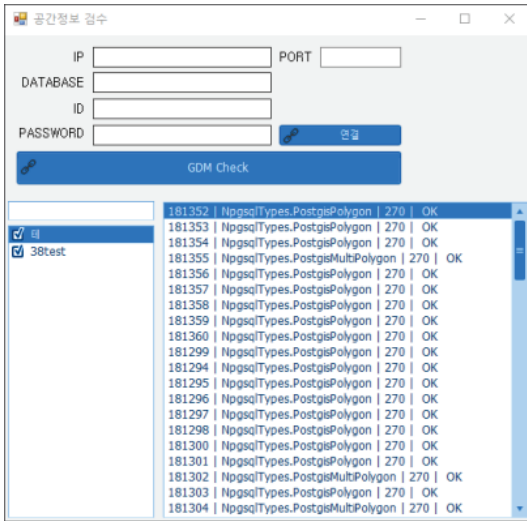 공간정보 검수
IP
PORT
DATABASE
ID
PASSWORD
연결
GDM Check
테
38test
181352 | NpgsqlTypes.PostgisPolygon | 270 | OK
181353 | NpgsqlTypes.PostgisPolygon | 270 | OK
181354 | NpgsqlTypes.PostgisPolygon | 270 | OK
181355 | NpgsqlTypes.PostgisMultiPolygon | 270 | OK
181356 | NpgsqlTypes.PostgisPolygon | 270 | OK
181357 | NpgsqlTypes.PostgisPolygon | 270 | OK
181358 | NpgsqlTypes.PostgisPolygon | 270 | OK
181359 | NpgsqlTypes.PostgisPolygon | 270 | OK
181360 | NpgsqlTypes.PostgisPolygon | 270 | OK
181299 | NpgsqlTypes.PostgisPolygon | 270 | OK
181294 | NpgsqlTypes.PostgisPolygon | 270 | OK
181295 | NpgsqlTypes.PostgisPolygon | 270 | OK
181296 | NpgsqlTypes.PostgisPolygon | 270 | OK
181297 | NpgsqlTypes.PostgisPolygon | 270 | OK
181298 | NpgsqlTypes.PostgisPolygon | 270 | OK
181300 | NpgsqlTypes.PostgisPolygon | 270 | OK
181301 | NpgsqlTypes.PostgisPolygon | 270 | OK
181302 | NpgsqlTypes.PostgisMultiPolygon | 270 | OK
181303 | NpgsqlTypes.PostgisPolygon | 270 | OK
181304 | NpgsqlTypes.PostgisMultiPolygon | 270 | OK